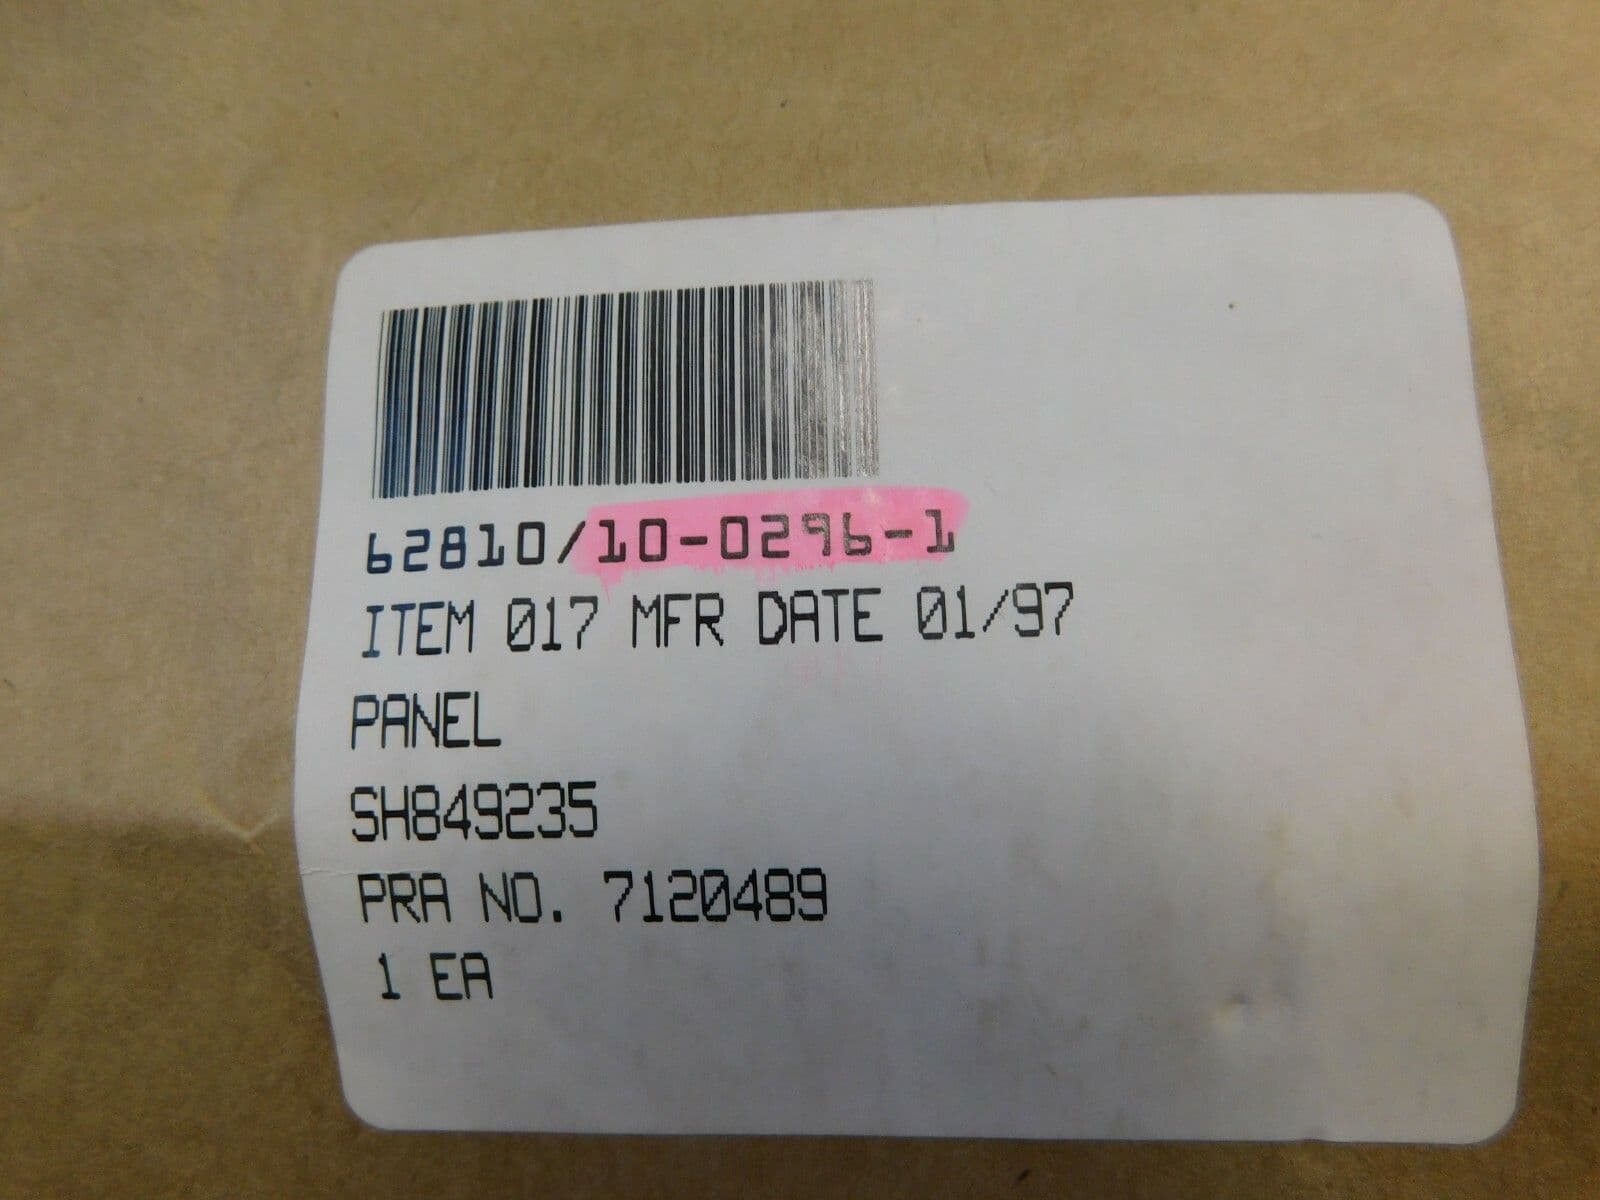 62810/10-0296-1
ITEM 017 MFR DATE 01/97
PANEL
SH849235
PRA NO. 7120489
1 EA